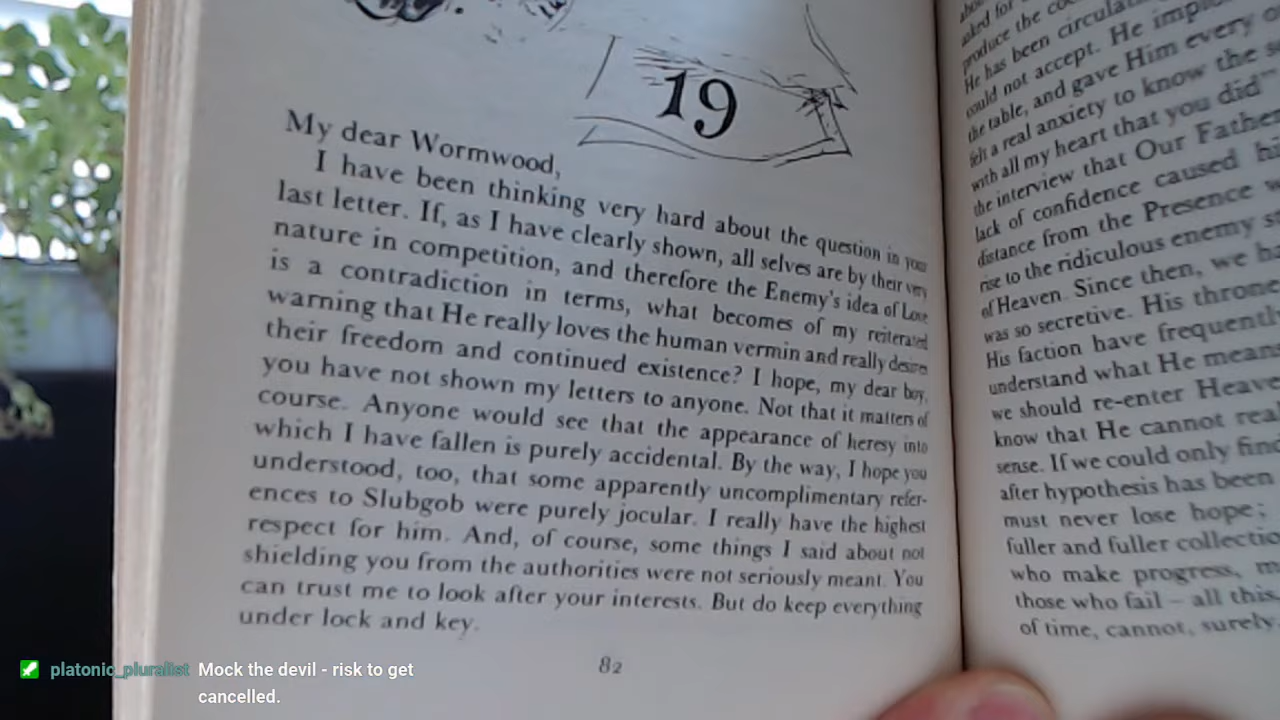 19
My dear Wormwood,
I have been thinking very hard about the question in your
last letter. If, as I have clearly shown, all selves are by their very
nature in competition, and therefore the Enemy's idea of Love
is a contradiction in terms, what becomes of my reiterated
warning that He really loves the human vermin and really desires
their freedom and continued existence? I hope, my dear boy,
you have not shown my letters to anyone. Not that it matters of
course. Anyone would see that the appearance of heresy into
which I have fallen is purely accidental. By the way, I hope you
understood, too, that some apparently uncomplimentary refer-
ences to Slubgob were purely jocular. I really have the highest
respect for him. And, of course, some things I said about not
shielding you from the authorities were not seriously meant. You
can trust me to look after your interests. But do keep everything
under lock and key.
82
asked for
produce the
He has been
could not accept. He
the table, and gave Him every
felt a real anxiety to know the
with all my heart that you did"
the interview that Our Father
lack of confidence caused
distance from the Presence
rise to the ridiculous enemy
of Heaven. Since then, we
was so secretive. His throne
His faction have frequently
understand what He means
we should re-enter
know that He cannot
sense. If we could only
after hypothesis has been
must never lose hope;
fuller and fuller
who make progress,
those who fail – all this,
of time, cannot, surely
platonic_pluralist Mock the devil - risk to get
cancelled.